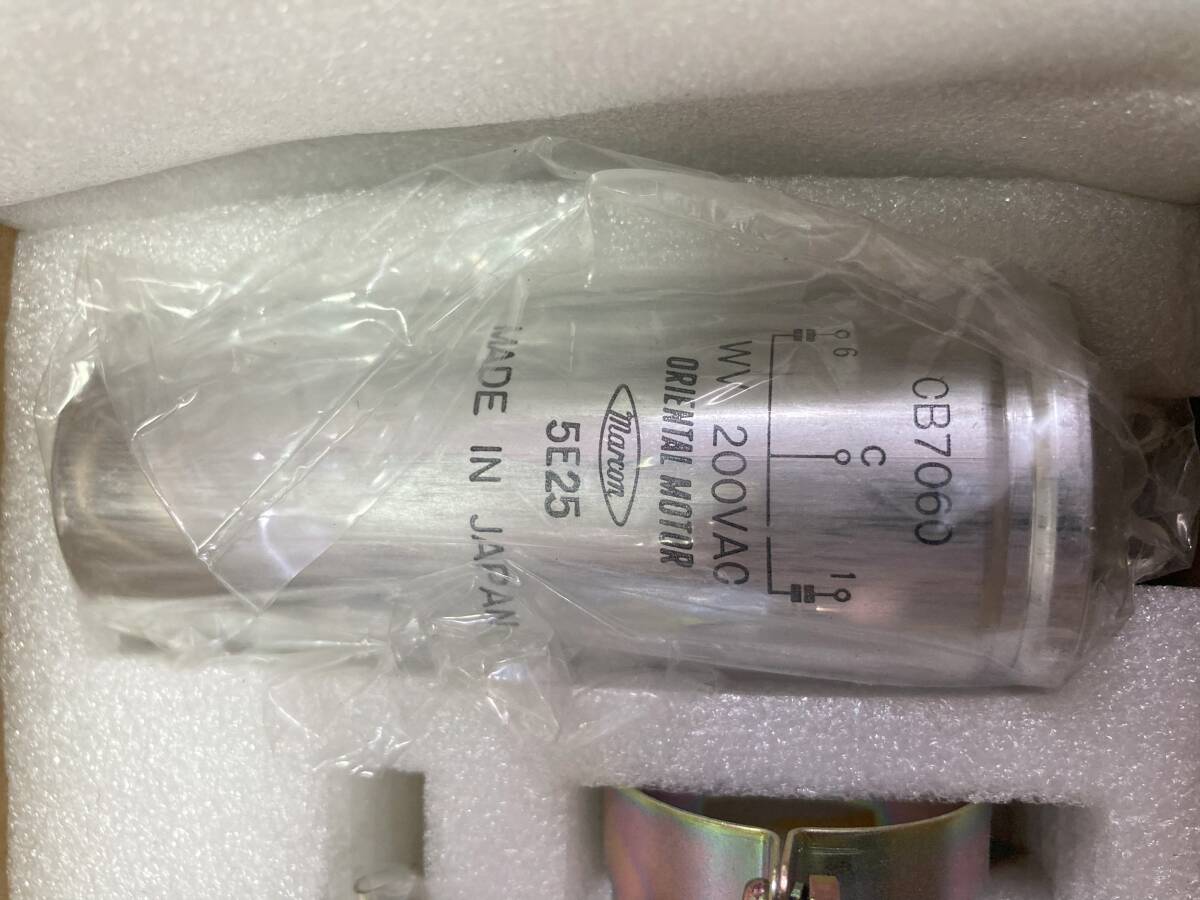 CB7060
6 C 1
WV 200VAC
ORIENTAL MOTOR
Marcon
5E25
MADE IN JAPAN